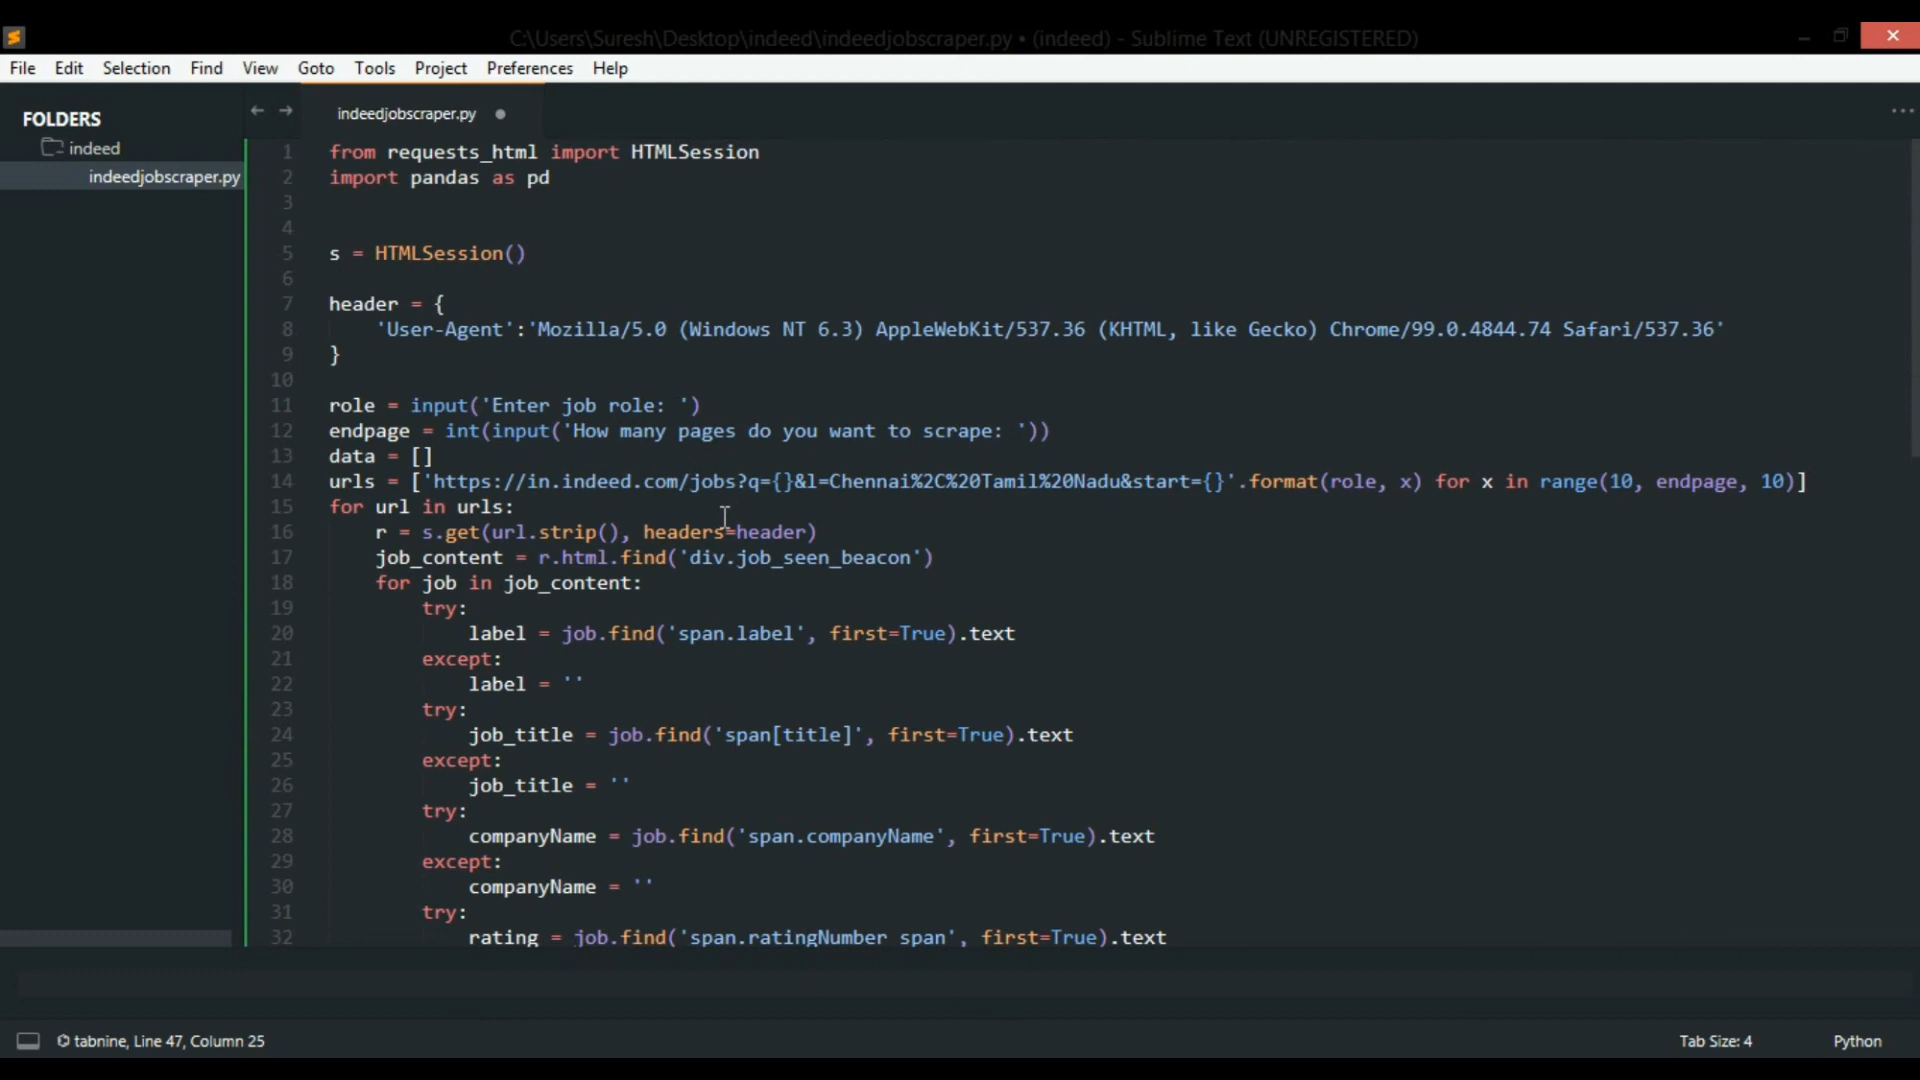 C:\Users\Suresh\Desktop\indeed\indeedjobscraper.py • (indeed) - Sublime Text (UNREGISTERED)
File Edit Selection Find View Goto Tools Project Preferences Help
FOLDERS
indeed
indeedjobscraper.py
indeedjobscraper.py
1 from requests_html import HTMLSession
2 import pandas as pd
3
4
5 s = HTMLSession()
6
7 header = {
8 'User-Agent':'Mozilla/5.0 (Windows NT 6.3) AppleWebKit/537.36 (KHTML, like Gecko) Chrome/99.0.4844.74 Safari/537.36'
9 }
10
11 role = input('Enter job role: ')
12 endpage = int(input('How many pages do you want to scrape: '))
13 data = []
14 urls = ['https://in.indeed.com/jobs?q={}&l=Chennai%2C%20Tamil%20Nadu&start={}'.format(role, x) for x in range(10, endpage, 10)]
15 for url in urls:
16 r = s.get(url.strip(), headers=header)
17 job_content = r.html.find('div.job_seen_beacon')
18 for job in job_content:
19 try:
20 label = job.find('span.label', first=True).text
21 except:
22 label = ''
23 try:
24 job_title = job.find('span[title]', first=True).text
25 except:
26 job_title = ''
27 try:
28 companyName = job.find('span.companyName', first=True).text
29 except:
30 companyName = ''
31 try:
32 rating = job.find('span.ratingNumber span', first=True).text
tabnine, Line 47, Column 25
Tab Size: 4
Python